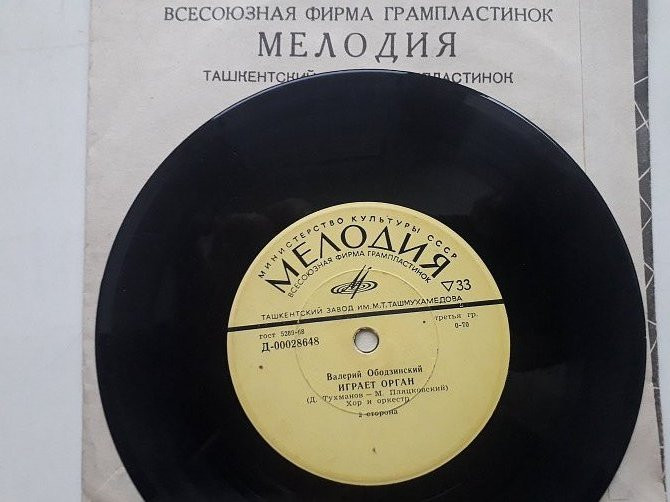 ВСЕСОЮЗНАЯ ФИРМА ГРАМПЛАСТИНОК
МЕЛОДИЯ
ТАШКЕНТСКИЙ
МИНИСТЕРСТВО КУЛЬТУРЫ СССР
МЕЛОДИЯ
ВСЕСОЮЗНАЯ ФИРМА ГРАМПЛАСТИНОК
▽33
ТАШКЕНТСКИЙ ЗАВОД ИМ. М.Т.ТАШМУХАМЕДОВА
гост 5289-68
третья гр.
Д-00028648
0-70
Валерий Ободзинский
ИГРАЕТ ОРГАН
(Д. Тухманов — М. Пляцковский)
Хор и оркестр
2 сторона